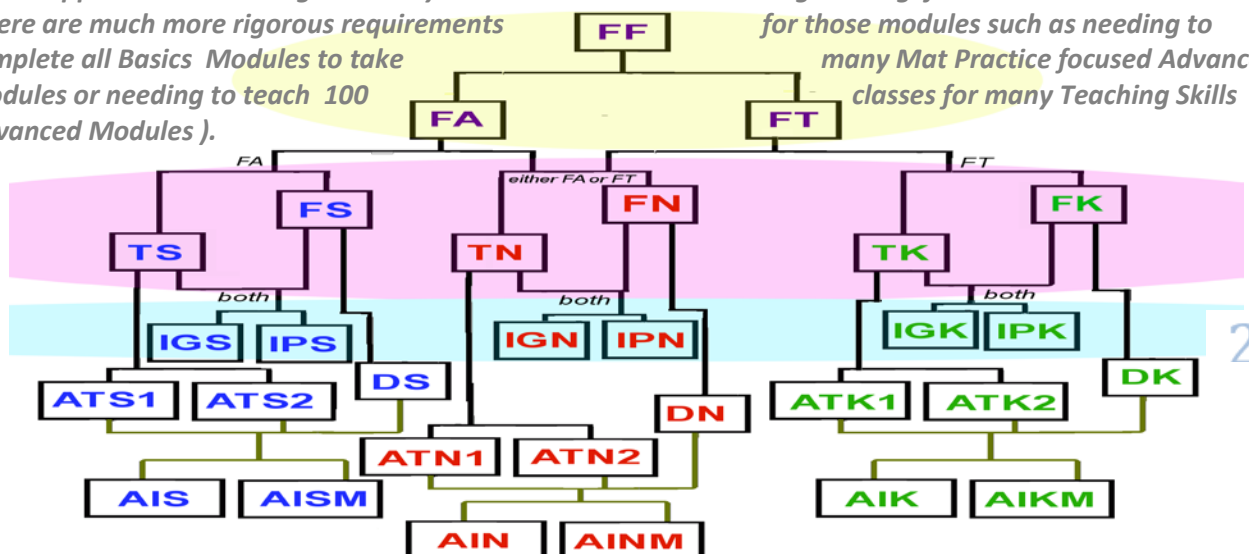 ere are much more rigorous requirements for those modules such as needing to
mplete all Basics Modules to take many Mat Practice focused Advanc
odules or needing to teach 100 classes for many Teaching Skills
vanced Modules ).
FF
FA FT
FA either FA or FT FT
FS FN FK
TS TN TK
both both both
IGS IPS IGN IPN IGK IPK
2
DS DK
ATS1 ATS2 ATK1 ATK2
DN
ATN1 ATN2
AIS AISM AIK AIKM
AIN AINM